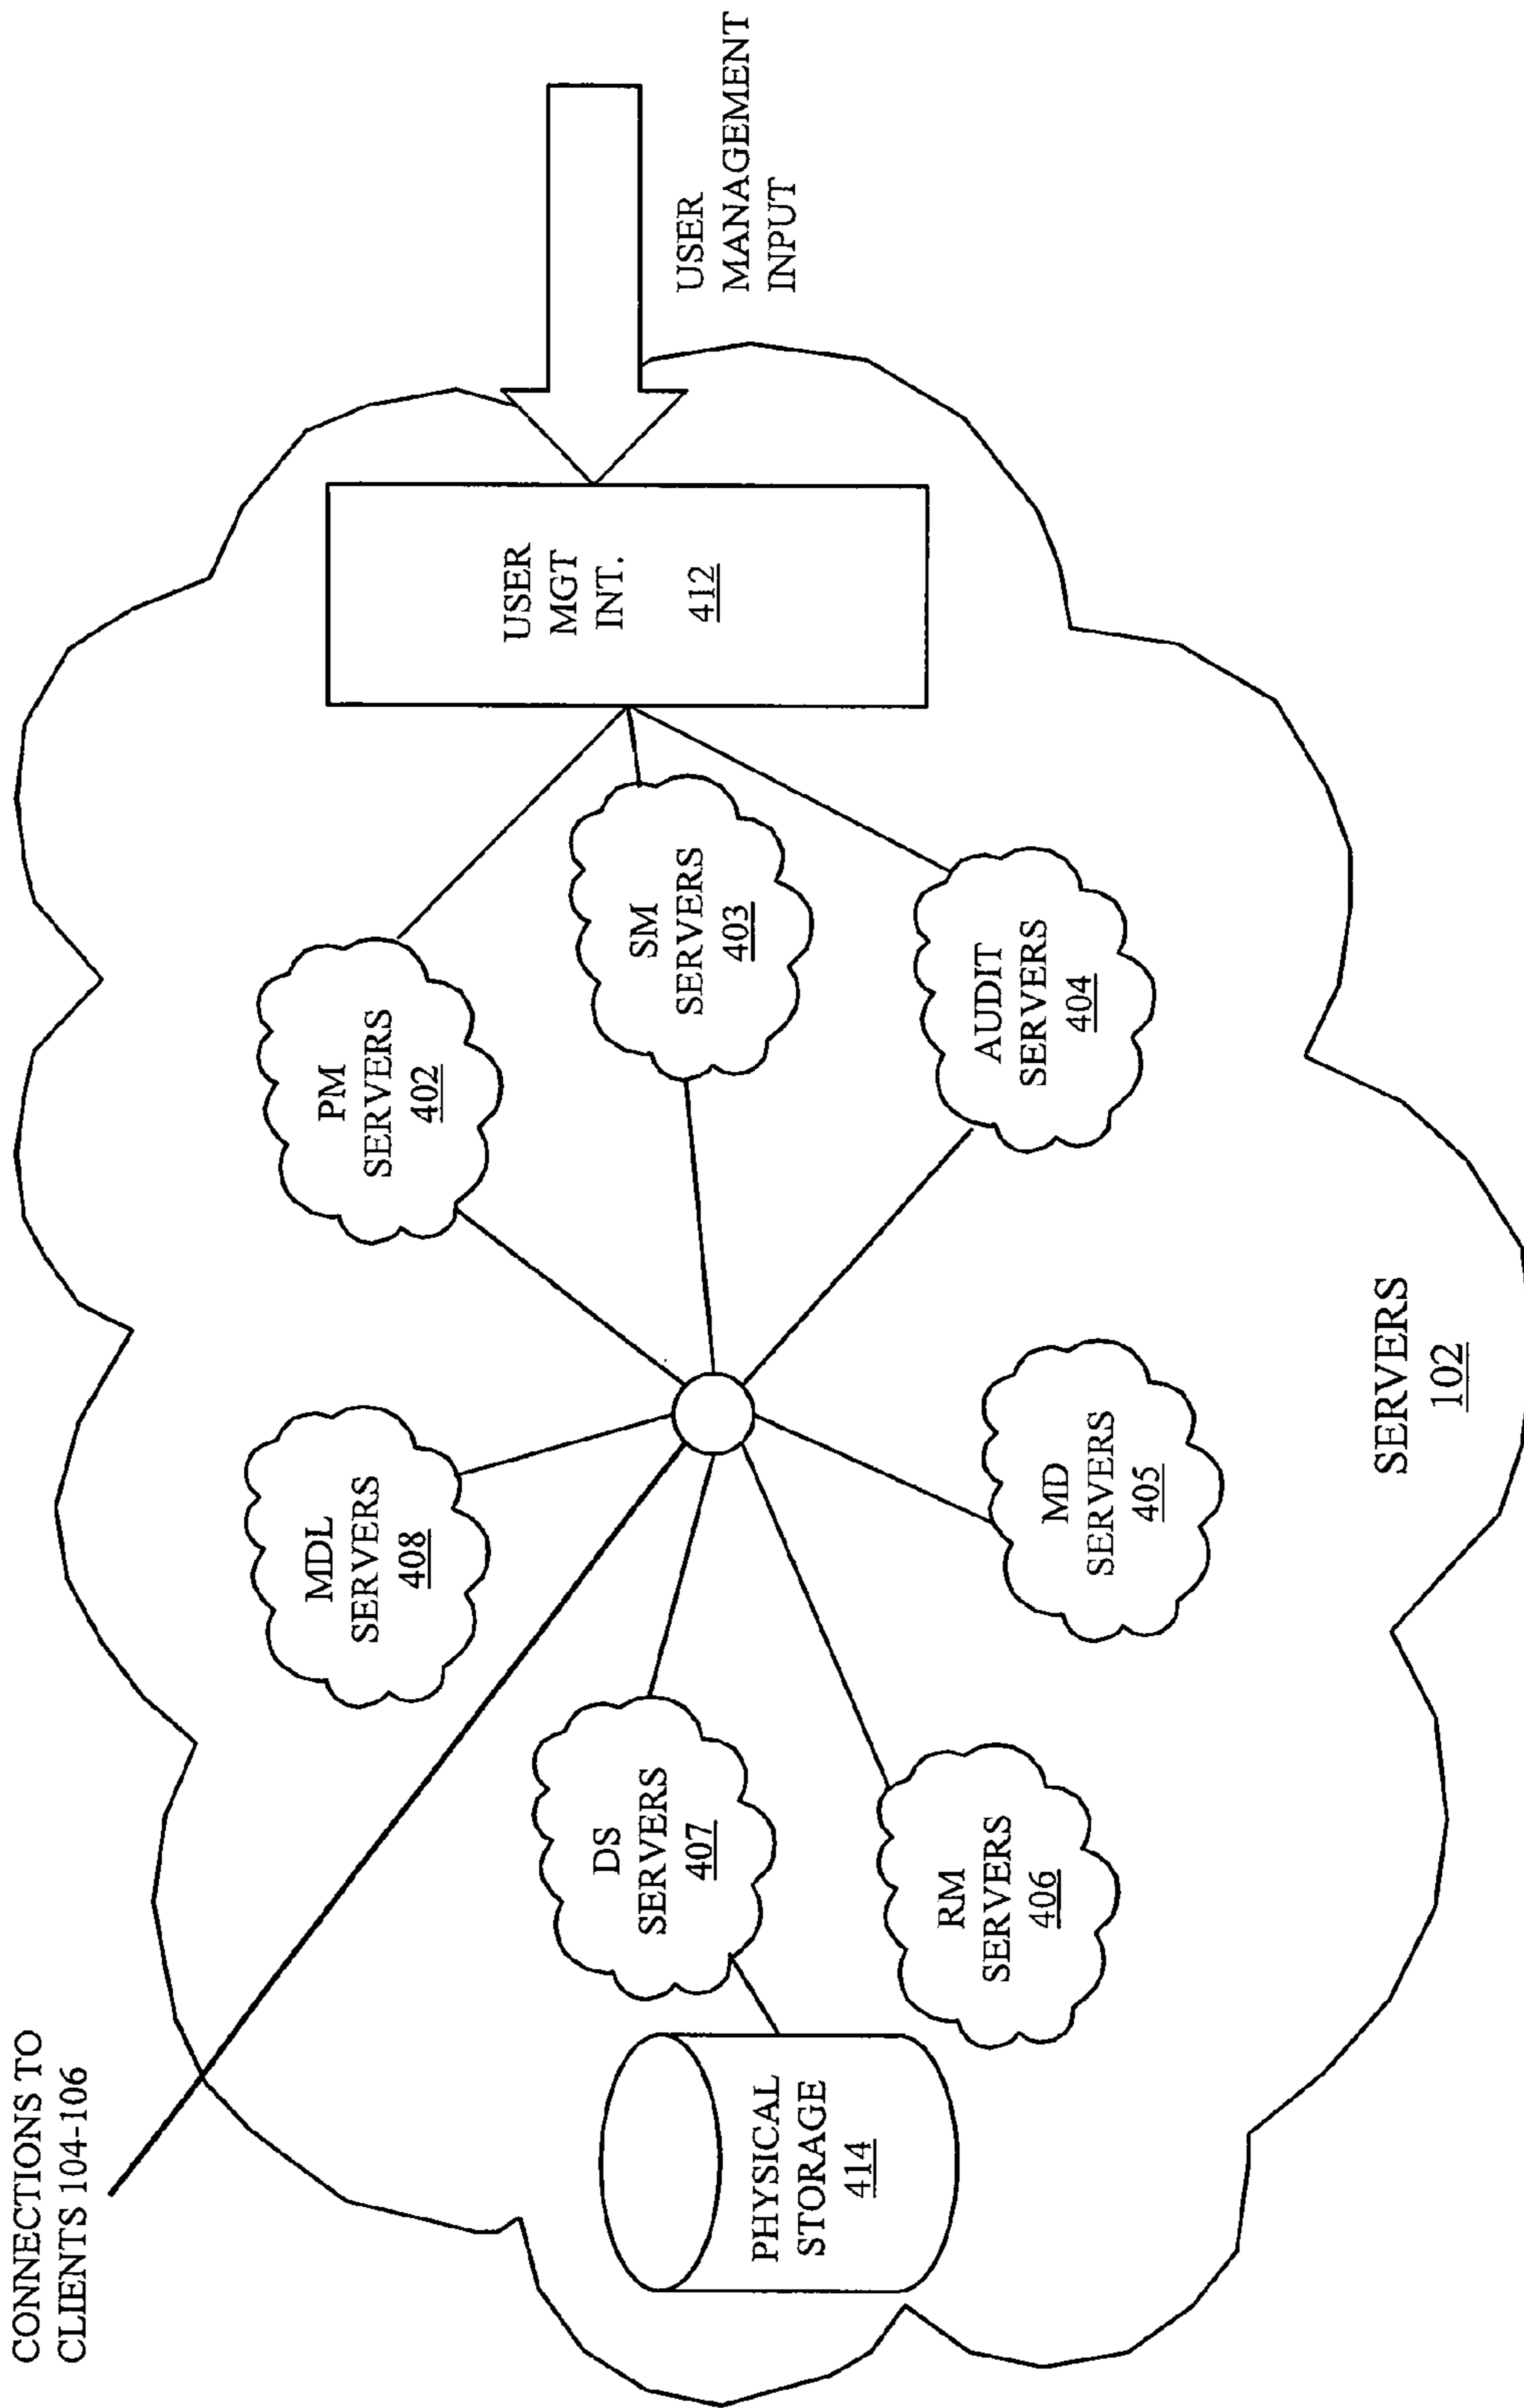 CONNECTIONS TO
CLIENTS 104-106
MDL
SERVERS
408
PM
SERVERS
402
DS
SERVERS
407
SM
SERVERS
403
USER
MGT
INT.
412
USER
MANAGEMENT
INPUT
PHYSICAL
STORAGE
414
RM
SERVERS
406
MD
SERVERS
405
AUDIT
SERVERS
404
SERVERS
102